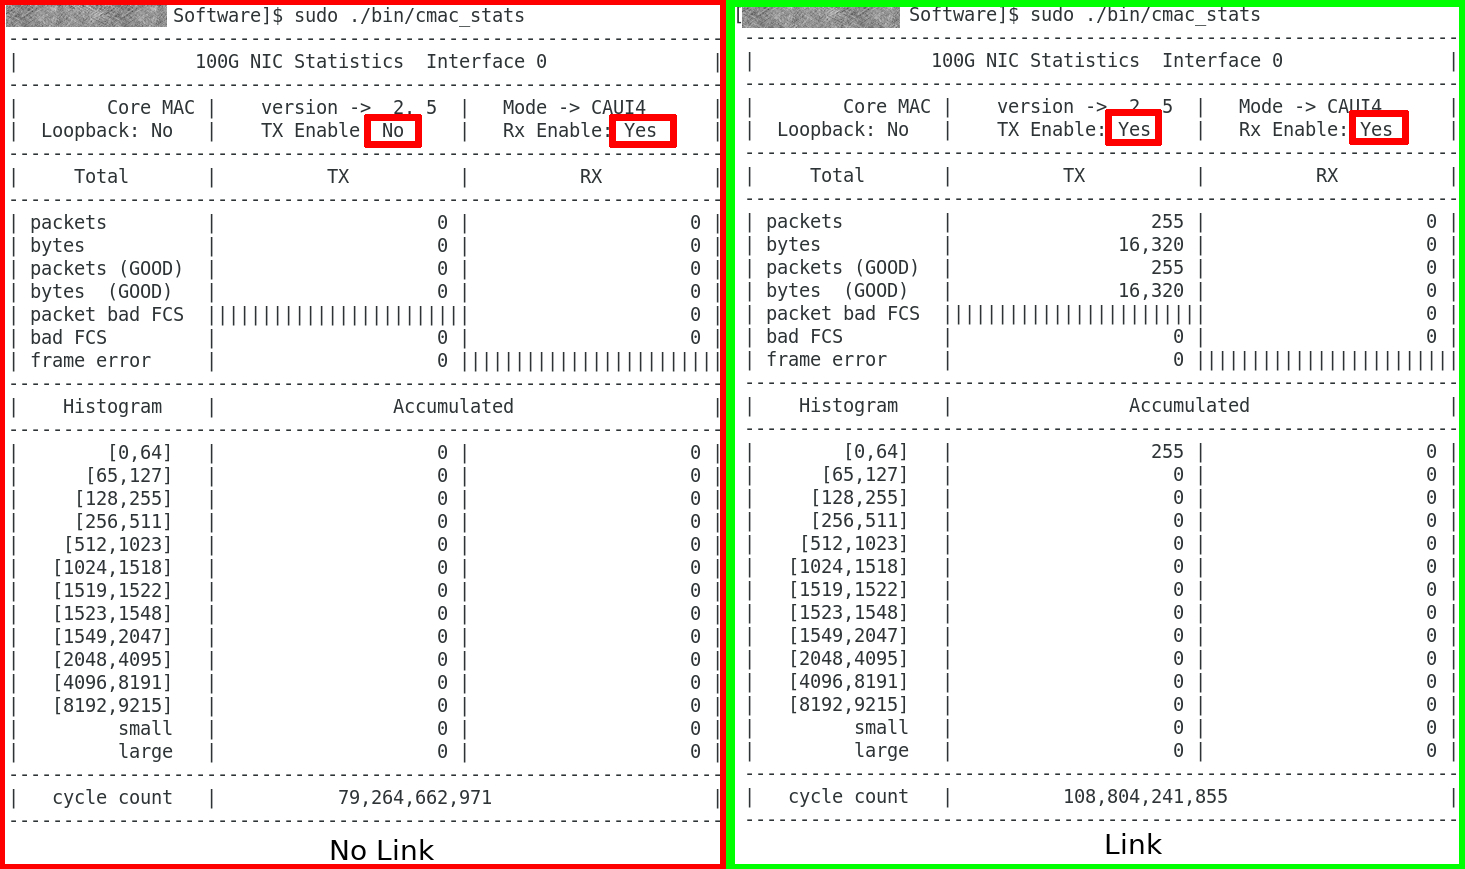 Software]$ sudo ./bin/cmac_stats
100G NIC Statistics Interface 0
Core MAC | version -> 2, 5 | Mode -> CAUI4
Loopback: No | TX Enable No | Rx Enable: Yes
Total | TX | RX
packets | 0 | 0
bytes | 0 | 0
packets (GOOD) | 0 | 0
bytes (GOOD) | 0 | 0
packet bad FCS |||||||||||||||||||||||| 0
bad FCS | 0 | 0
frame error | 0 ||||||||||||||||||||||||
Histogram | Accumulated
[0,64] | 0 | 0
[65,127] | 0 | 0
[128,255] | 0 | 0
[256,511] | 0 | 0
[512,1023] | 0 | 0
[1024,1518] | 0 | 0
[1519,1522] | 0 | 0
[1523,1548] | 0 | 0
[1549,2047] | 0 | 0
[2048,4095] | 0 | 0
[4096,8191] | 0 | 0
[8192,9215] | 0 | 0
small | 0 | 0
large | 0 | 0
cycle count | 79,264,662,971
No Link
[ Software]$ sudo ./bin/cmac_stats
100G NIC Statistics Interface 0
Core MAC | version -> 2, 5 | Mode -> CAUI4
Loopback: No | TX Enable: Yes | Rx Enable: Yes
Total | TX | RX
packets | 255 | 0
bytes | 16,320 | 0
packets (GOOD) | 255 | 0
bytes (GOOD) | 16,320 | 0
packet bad FCS |||||||||||||||||||||||| 0
bad FCS | 0 | 0
frame error | 0 ||||||||||||||||||||||||
Histogram | Accumulated
[0,64] | 255 | 0
[65,127] | 0 | 0
[128,255] | 0 | 0
[256,511] | 0 | 0
[512,1023] | 0 | 0
[1024,1518] | 0 | 0
[1519,1522] | 0 | 0
[1523,1548] | 0 | 0
[1549,2047] | 0 | 0
[2048,4095] | 0 | 0
[4096,8191] | 0 | 0
[8192,9215] | 0 | 0
small | 0 | 0
large | 0 | 0
cycle count | 108,804,241,855
Link